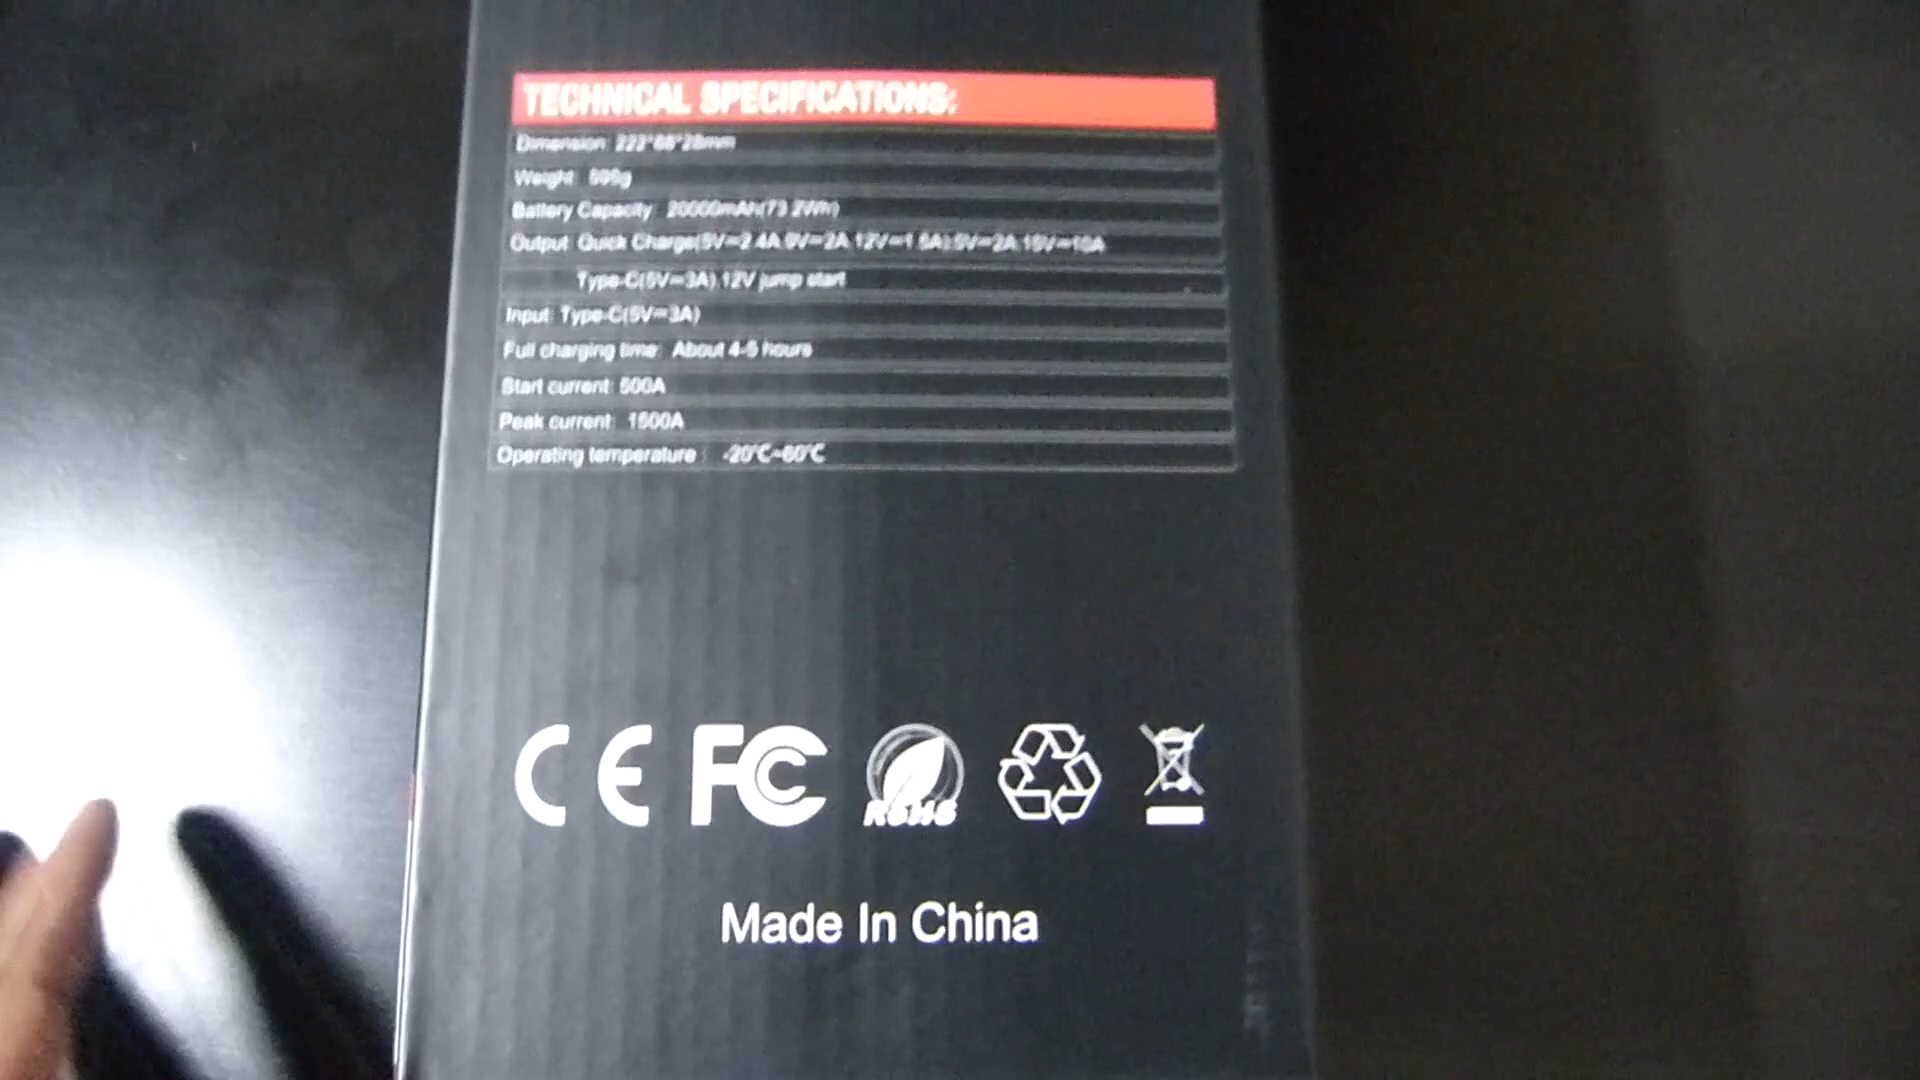 TECHNICAL SPECIFICATIONS:
Dimension: 222*88*28mm
Weight:
Battery Capacity: 20000mAh(73.2Wh)
Output: Quick Charge(5V=2.4A,9V=2A,12V=1.5A);5V=2A,15V=10A
Type-C(5V=3A),12V jump start
Input: Type-C(5V=3A)
Full charging time: About 4-5 hours
Start current: 500A
Peak current: 1500A
Operating temperature: -20°C~60°C
CE FC RoHS
Made In China